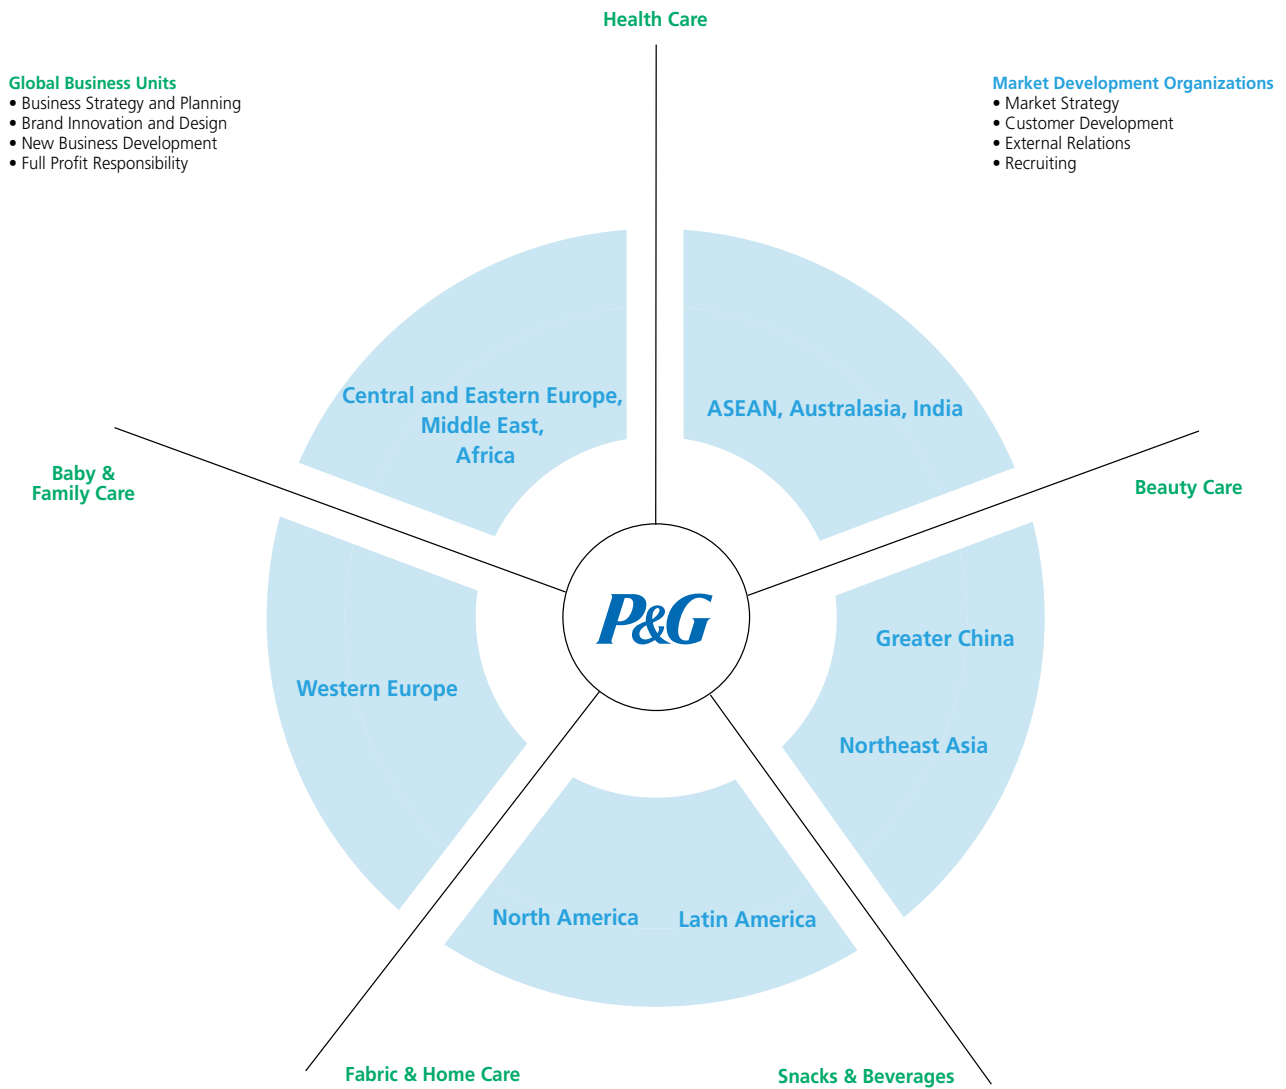 Health Care
Global Business Units
• Business Strategy and Planning
• Brand Innovation and Design
• New Business Development
• Full Profit Responsibility
Market Development Organizations
• Market Strategy
• Customer Development
• External Relations
• Recruiting
Central and Eastern Europe,
Middle East,
Africa
ASEAN, Australasia, India
Baby &
Family Care
Beauty Care
P&G
Greater China
Western Europe
Northeast Asia
North America
Latin America
Fabric & Home Care
Snacks & Beverages